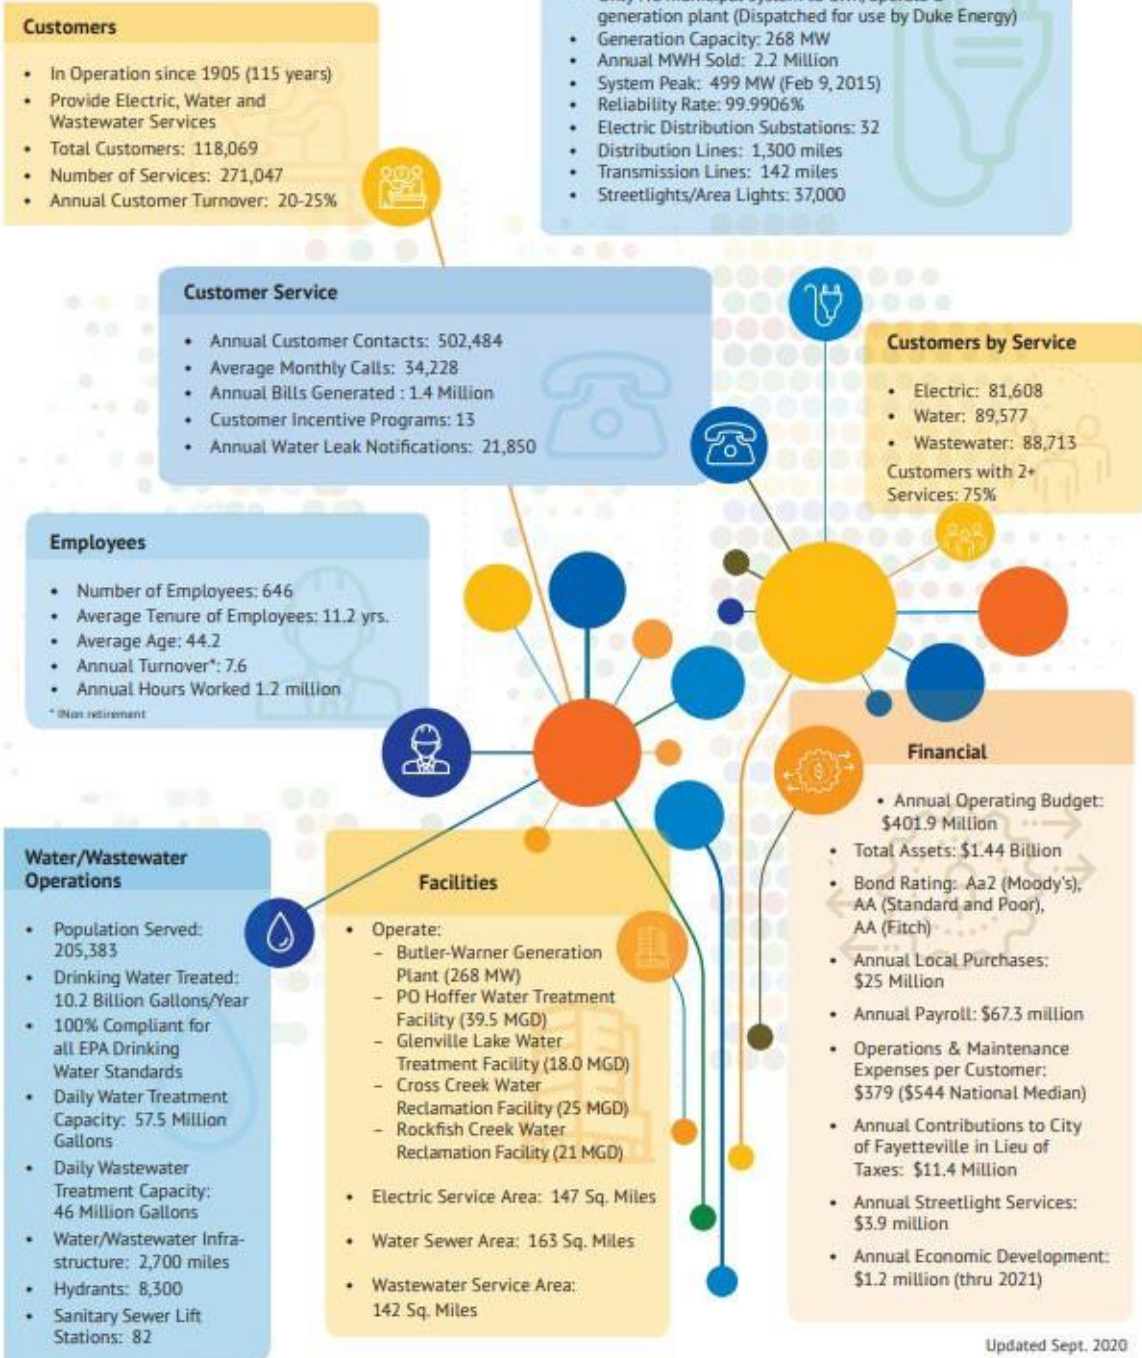 Customers
• In Operation since 1905 (115 years)
• Provide Electric, Water and
Wastewater Services
• Total Customers: 118,069
• Number of Services: 271,047
• Annual Customer Turnover: 20-25%
generation plant (Dispatched for use by Duke Energy)
• Generation Capacity: 268 MW
• Annual MWH Sold: 2.2 Million
• System Peak: 499 MW (Feb 9, 2015)
• Reliability Rate: 99.9906%
• Electric Distribution Substations: 32
• Distribution Lines: 1,300 miles
• Transmission Lines: 142 miles
• Streetlights/Area Lights: 37,000
Customer Service
• Annual Customer Contacts: 502,484
• Average Monthly Calls: 34,228
• Annual Bills Generated : 1.4 Million
• Customer Incentive Programs: 13
• Annual Water Leak Notifications: 21,850
Customers by Service
• Electric: 81,608
• Water: 89,577
• Wastewater: 88,713
Customers with 2+
Services: 75%
Employees
• Number of Employees: 646
• Average Tenure of Employees: 11.2 yrs.
• Average Age: 44.2
• Annual Turnover*: 7.6
• Annual Hours Worked 1.2 million
* INon retirement
Water/Wastewater
Operations
• Population Served:
205,383
• Drinking Water Treated:
10.2 Billion Gallons/Year
• 100% Compliant for
all EPA Drinking
Water Standards
• Daily Water Treatment
Capacity: 57.5 Million
Gallons
• Daily Wastewater
Treatment Capacity:
46 Million Gallons
• Water/Wastewater Infra-
structure: 2,700 miles
• Hydrants: 8,300
• Sanitary Sewer Lift
Stations: 82
Facilities
• Operate:
– Butler-Warner Generation
Plant (268 MW)
– PO Hoffer Water Treatment
Facility (39.5 MGD)
– Glenville Lake Water
Treatment Facility (18.0 MGD)
– Cross Creek Water
Reclamation Facility (25 MGD)
– Rockfish Creek Water
Reclamation Facility (21 MGD)
• Electric Service Area: 147 Sq. Miles
• Water Sewer Area: 163 Sq. Miles
• Wastewater Service Area:
142 Sq. Miles
Financial
• Annual Operating Budget:
$401.9 Million
• Total Assets: $1.44 Billion
• Bond Rating: Aa2 (Moody's),
AA (Standard and Poor),
AA (Fitch)
• Annual Local Purchases:
$25 Million
• Annual Payroll: $67.3 million
• Operations & Maintenance
Expenses per Customer:
$379 ($544 National Median)
• Annual Contributions to City
of Fayetteville in Lieu of
Taxes: $11.4 Million
• Annual Streetlight Services:
$3.9 million
• Annual Economic Development:
$1.2 million (thru 2021)
Updated Sept. 2020